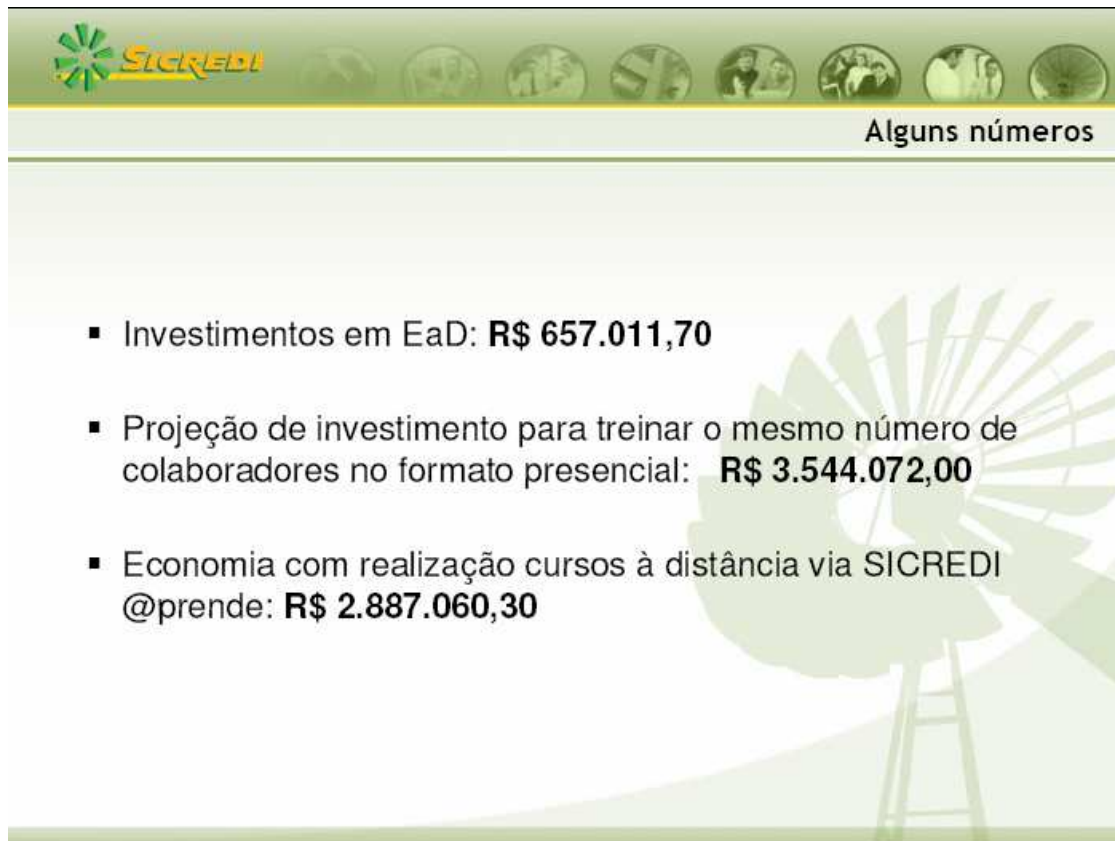 SICREDI
Alguns números
▪ Investimentos em EaD: R$ 657.011,70
▪ Projeção de investimento para treinar o mesmo número de
colaboradores no formato presencial: R$ 3.544.072,00
▪ Economia com realização cursos à distância via SICREDI
@prende: R$ 2.887.060,30